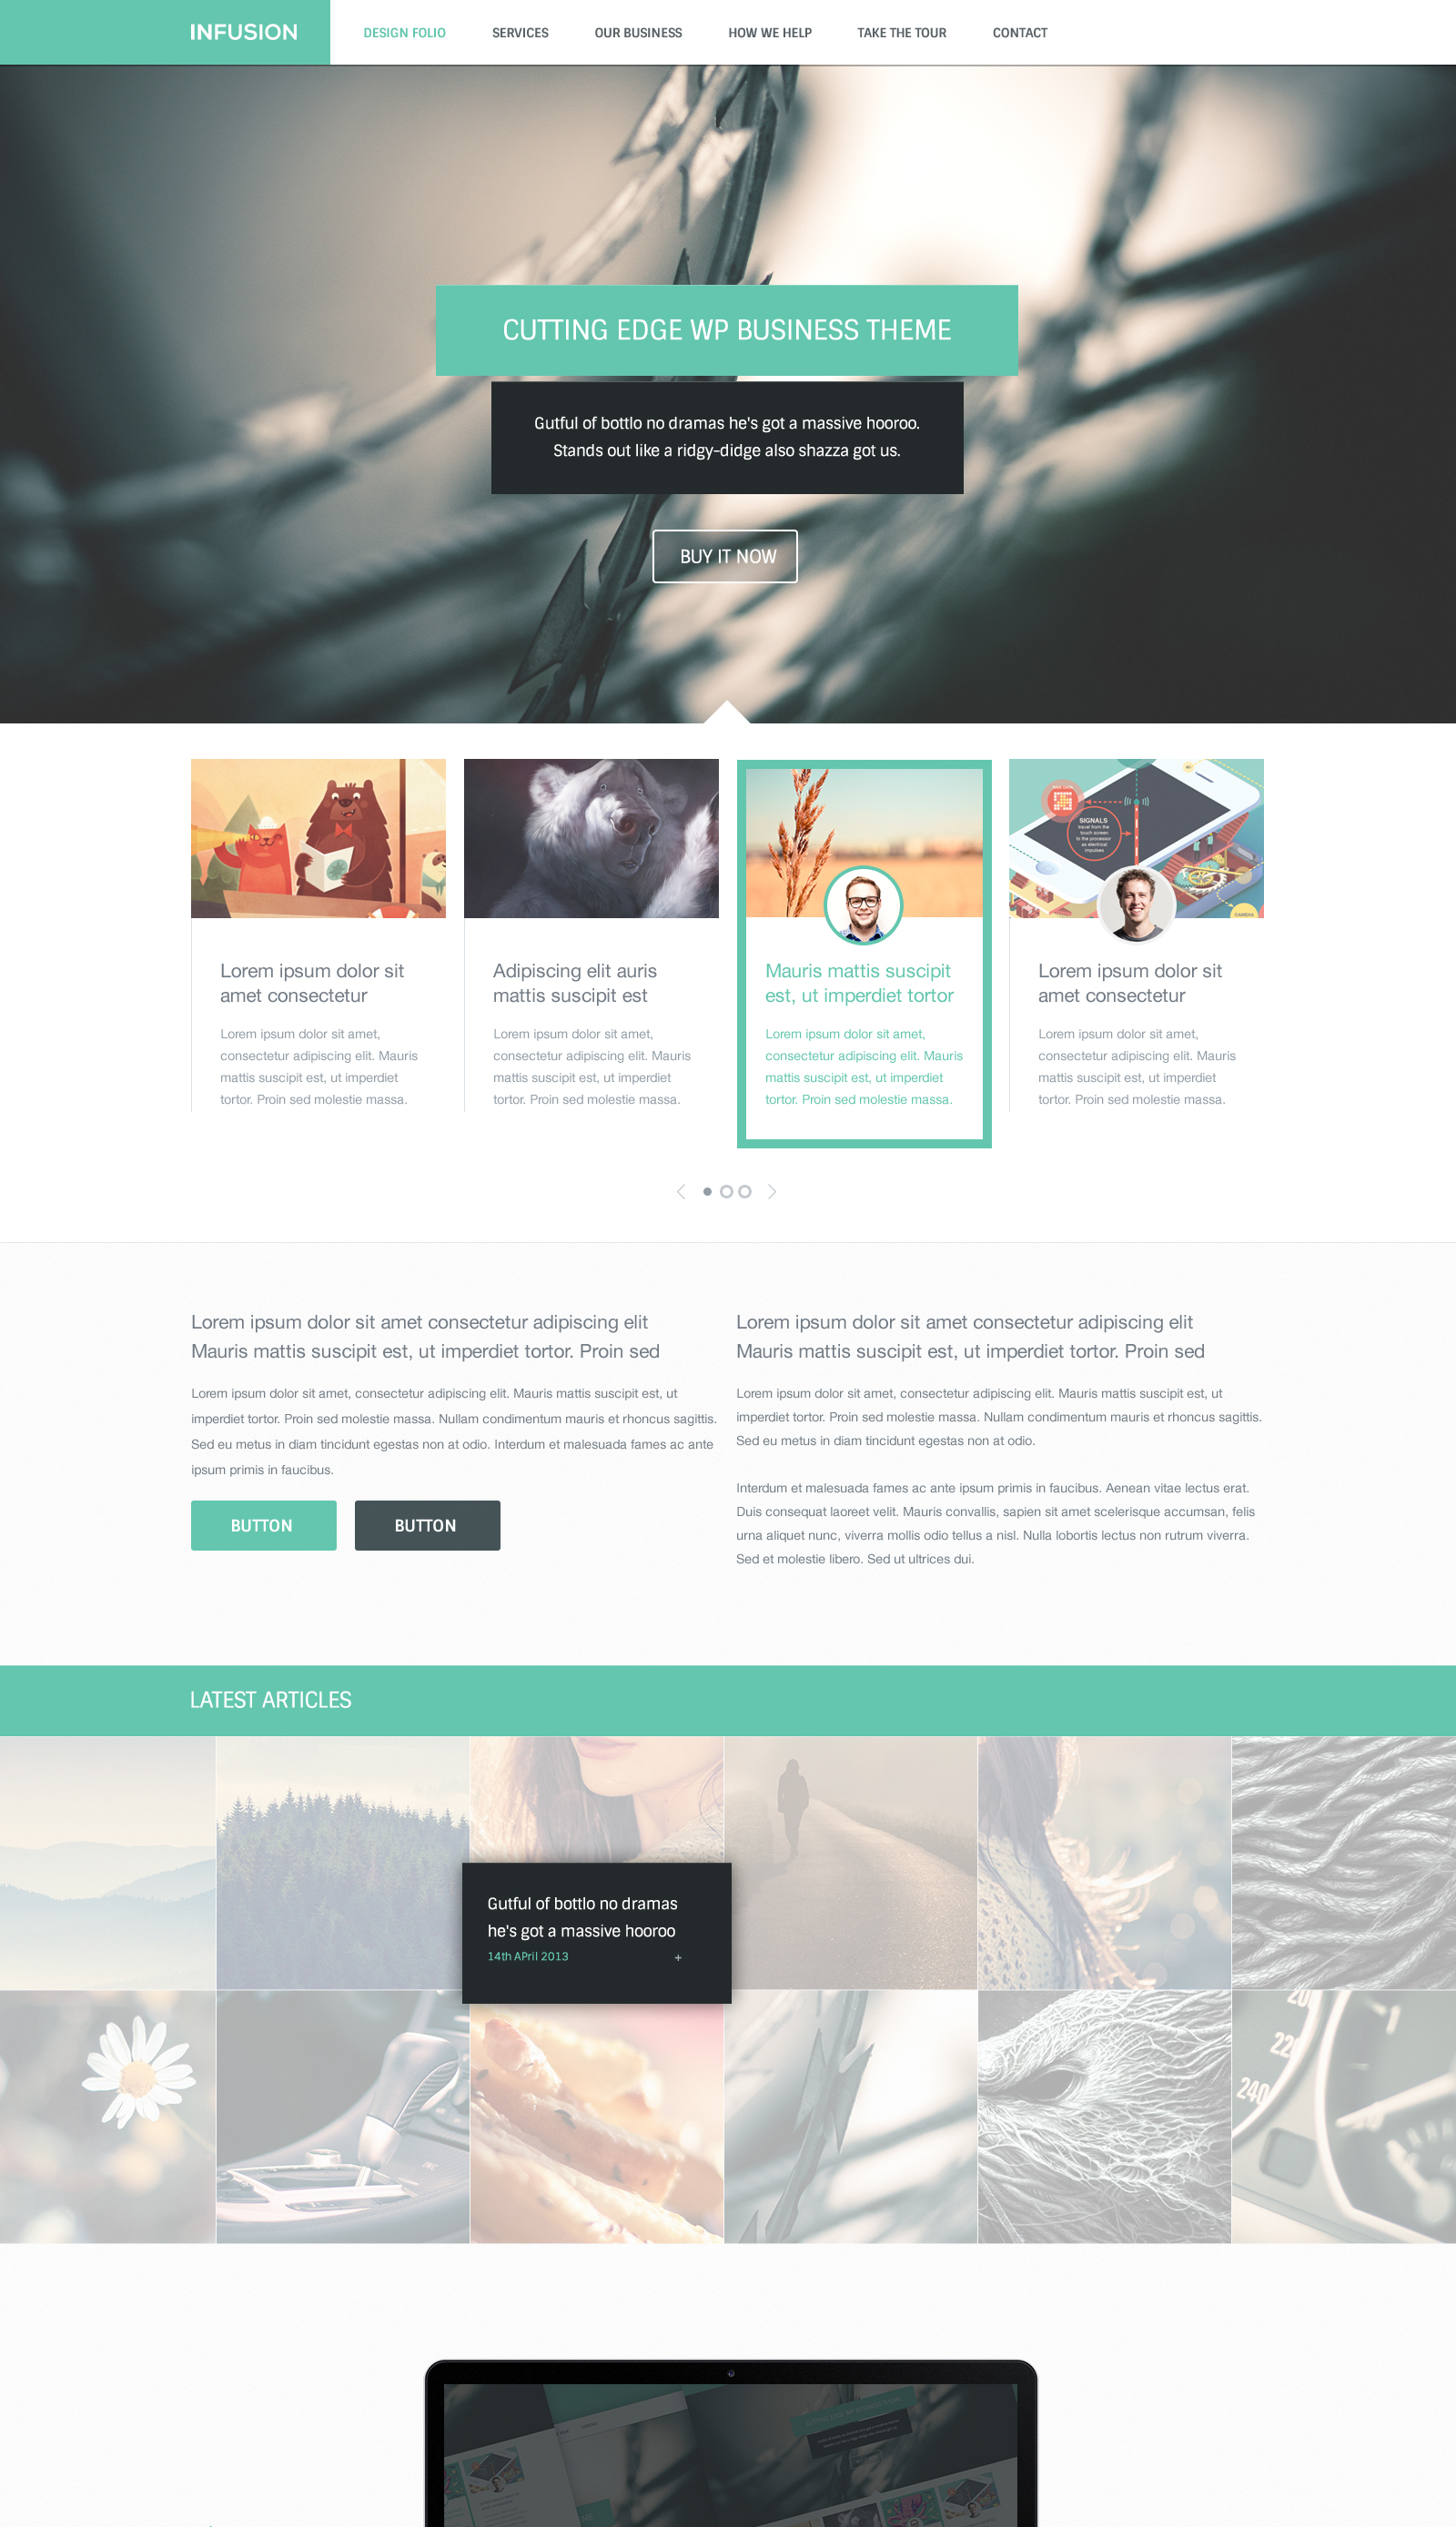 INFUSION
DESIGN FOLIO
SERVICES
OUR BUSINESS
HOW WE HELP
TAKE THE TOUR
CONTACT
CUTTING EDGE WP BUSINESS THEME
Gutful of bottlo no dramas he's got a massive hooroo.
Stands out like a ridgy-didge also shazza got us.
BUY IT NOW
SIGNALS
travel from the
touch screen
to the processor
as electrical
impulses
CAMERA
Lorem ipsum dolor sit
amet consectetur
Lorem ipsum dolor sit amet,
consectetur adipiscing elit. Mauris
mattis suscipit est, ut imperdiet
tortor. Proin sed molestie massa.
Adipiscing elit auris
mattis suscipit est
Lorem ipsum dolor sit amet,
consectetur adipiscing elit. Mauris
mattis suscipit est, ut imperdiet
tortor. Proin sed molestie massa.
Mauris mattis suscipit
est, ut imperdiet tortor
Lorem ipsum dolor sit amet,
consectetur adipiscing elit. Mauris
mattis suscipit est, ut imperdiet
tortor. Proin sed molestie massa.
Lorem ipsum dolor sit
amet consectetur
Lorem ipsum dolor sit amet,
consectetur adipiscing elit. Mauris
mattis suscipit est, ut imperdiet
tortor. Proin sed molestie massa.
Lorem ipsum dolor sit amet consectetur adipiscing elit
Mauris mattis suscipit est, ut imperdiet tortor. Proin sed
Lorem ipsum dolor sit amet, consectetur adipiscing elit. Mauris mattis suscipit est, ut
imperdiet tortor. Proin sed molestie massa. Nullam condimentum mauris et rhoncus sagittis.
Sed eu metus in diam tincidunt egestas non at odio. Interdum et malesuada fames ac ante
ipsum primis in faucibus.
BUTTON
BUTTON
Lorem ipsum dolor sit amet consectetur adipiscing elit
Mauris mattis suscipit est, ut imperdiet tortor. Proin sed
Lorem ipsum dolor sit amet, consectetur adipiscing elit. Mauris mattis suscipit est, ut
imperdiet tortor. Proin sed molestie massa. Nullam condimentum mauris et rhoncus sagittis.
Sed eu metus in diam tincidunt egestas non at odio.
Interdum et malesuada fames ac ante ipsum primis in faucibus. Aenean vitae lectus erat.
Duis consequat laoreet velit. Mauris convallis, sapien sit amet scelerisque accumsan, felis
urna aliquet nunc, viverra mollis odio tellus a nisl. Nulla lobortis lectus non rutrum viverra.
Sed et molestie libero. Sed ut ultrices dui.
LATEST ARTICLES
Gutful of bottlo no dramas
he's got a massive hooroo
14th APril 2013
+
240